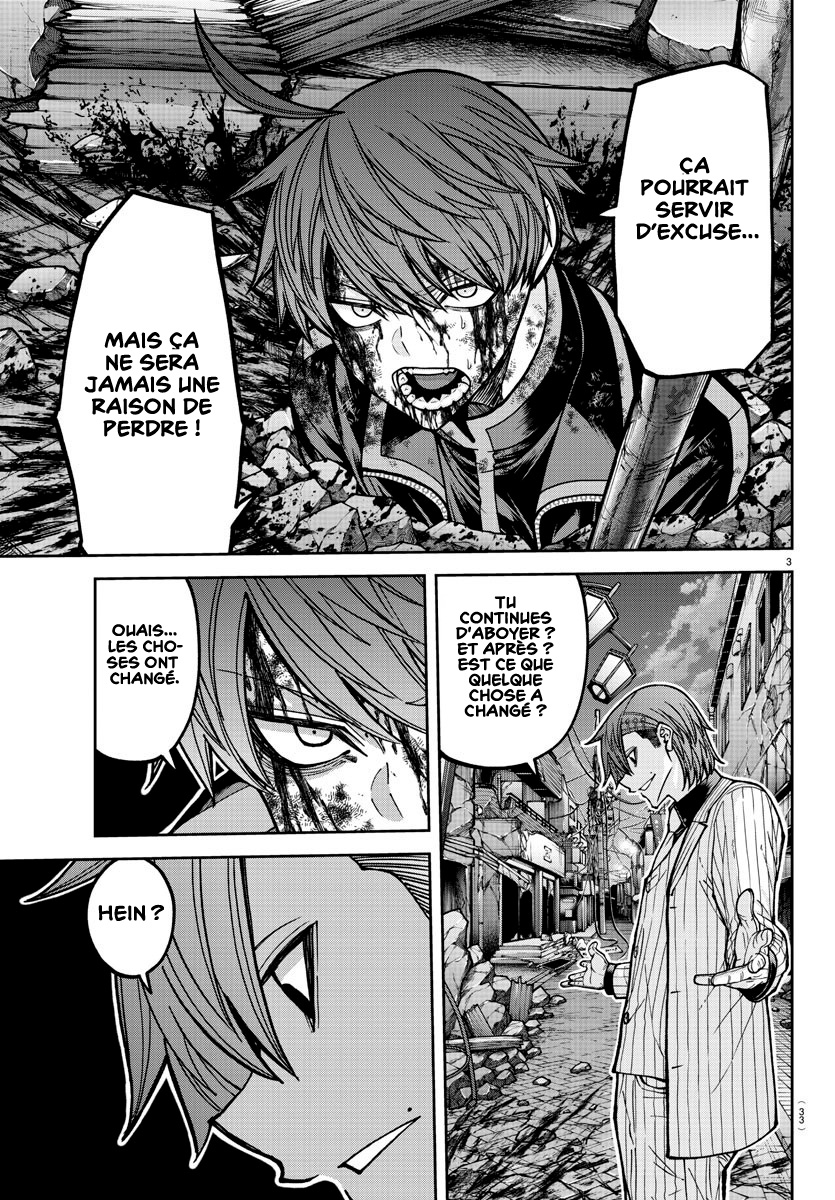 ÇA
POURRAIT
SERVIR
D'EXCUSE...
MAIS ÇA
NE SERA
JAMAIS UNE
RAISON DE
PERDRE !
3
TU
CONTINUES
D'ABOYER ?
ET APRÈS ?
EST CE QUE
QUELQUE
CHOSE A
CHANGÉ ?
OUAIS...
LES CHO-
SES ONT
CHANGÉ.
HEIN ?
(33)